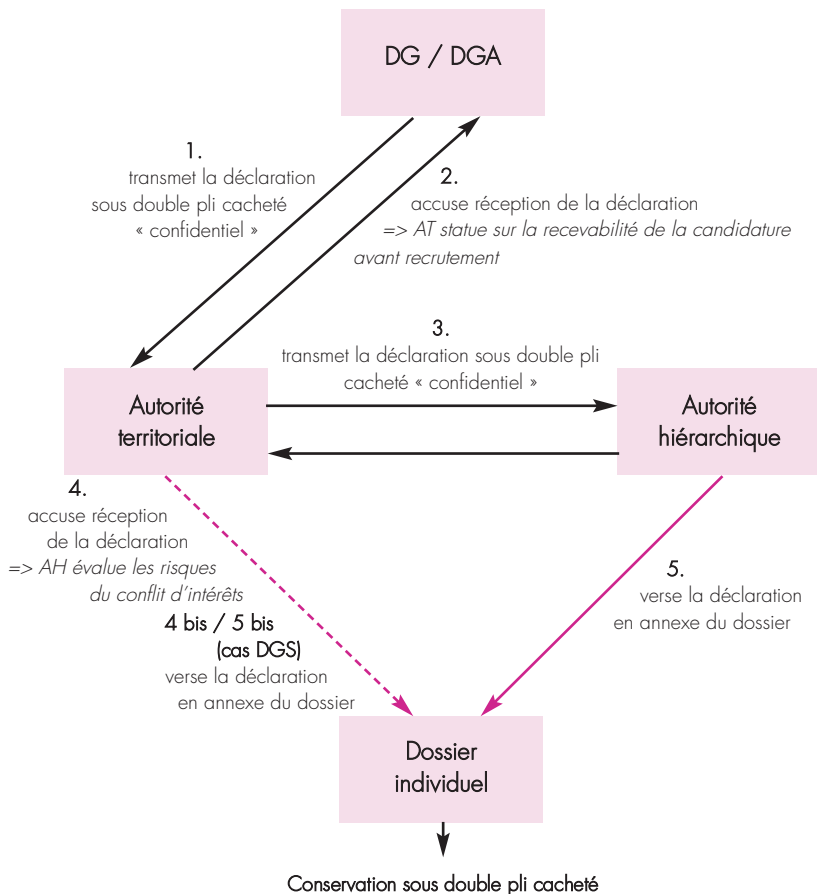 DG / DGA
1.
transmet la déclaration
sous double pli cacheté
« confidentiel »
2.
accuse réception de la déclaration
=> AT statue sur la recevabilité de la candidature
avant recrutement
3.
transmet la déclaration sous double pli
cacheté « confidentiel »
Autorité
territoriale
Autorité
hiérarchique
4.
accuse réception
de la déclaration
=> AH évalue les risques
du conflit d’intérêts
4 bis / 5 bis
(cas DGS)
verse la déclaration
en annexe du dossier
5.
verse la déclaration
en annexe du dossier
Dossier
individuel
Conservation sous double pli cacheté